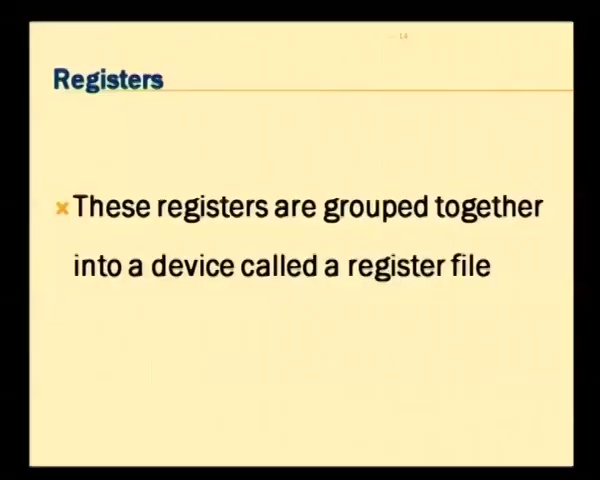 14
Registers
These registers are grouped together
into a device called a register file